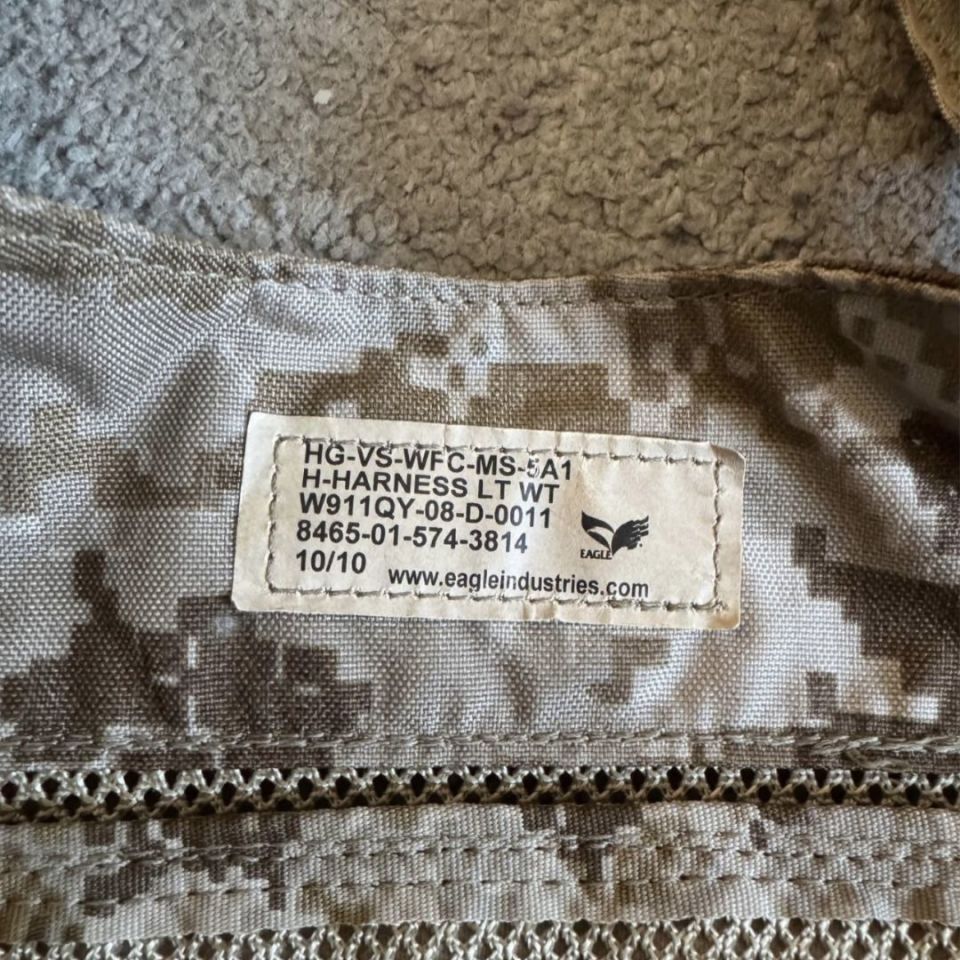 HG-VS-WFC-MS-5A1
H-HARNESS LT WT
W911QY-08-D-0011
8465-01-574-3814
EAGLE
10/10 www.eagleindustries.com